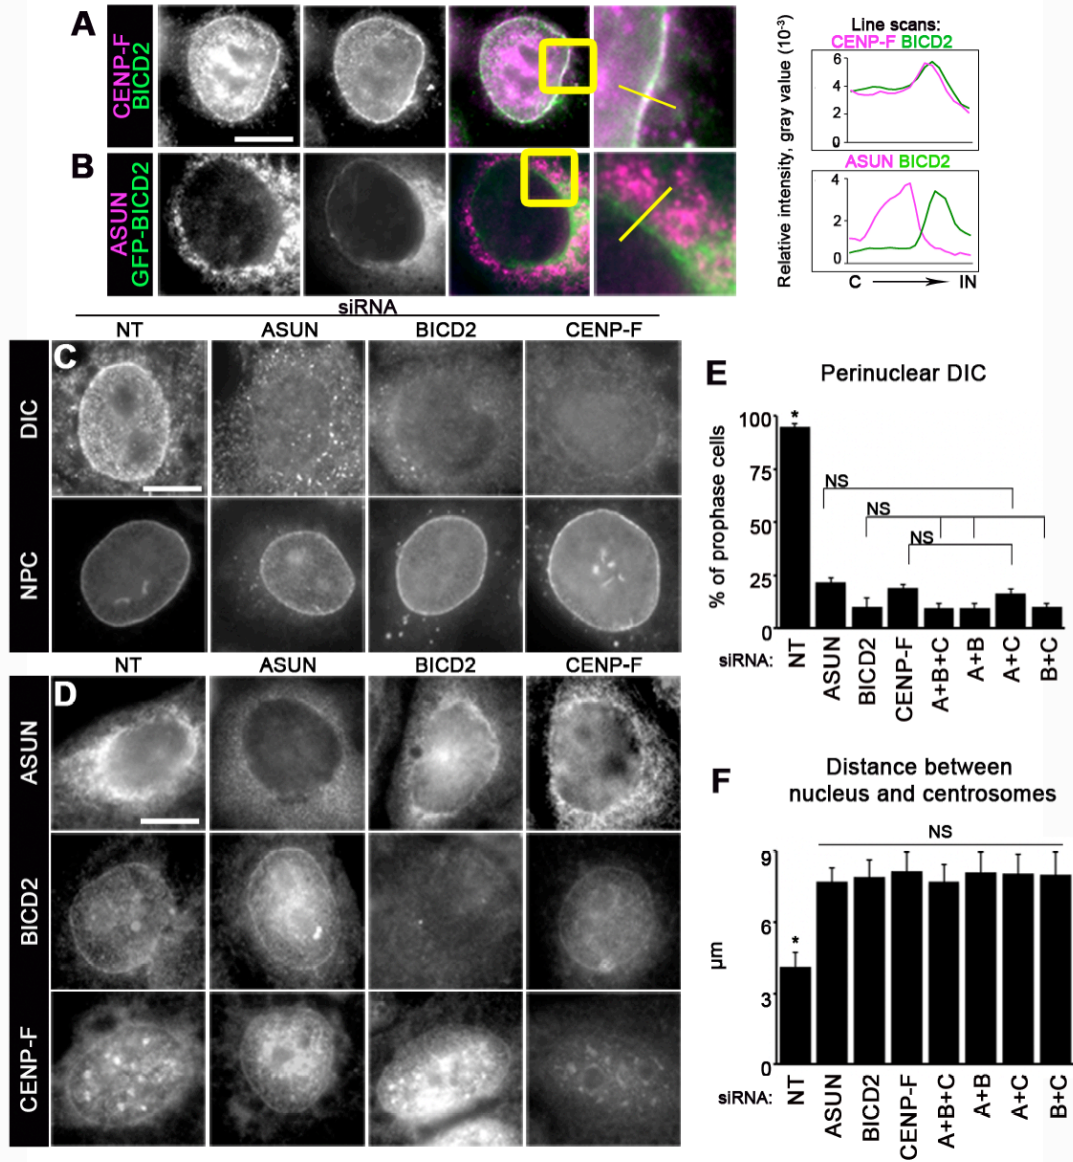 A
CENP-F
BICD2
Line scans:
CENP-F BICD2
Relative intensity, gray value (10⁻³)
6
4
2
0
B
ASUN
GFP-BICD2
ASUN BICD2
4
2
0
C IN
siRNA
NT ASUN BICD2 CENP-F
C
DIC
NPC
NT ASUN BICD2 CENP-F
D
ASUN
BICD2
CENP-F
E
Perinuclear DIC
% of prophase cells
100
75
50
25
0
*
NS
NS
NS
siRNA:
NT
ASUN
BICD2
CENP-F
A+B+C
A+B
A+C
B+C
F
Distance between
nucleus and centrosomes
NS
µm
9
6
3
0
*
siRNA:
NT
ASUN
BICD2
CENP-F
A+B+C
A+B
A+C
B+C